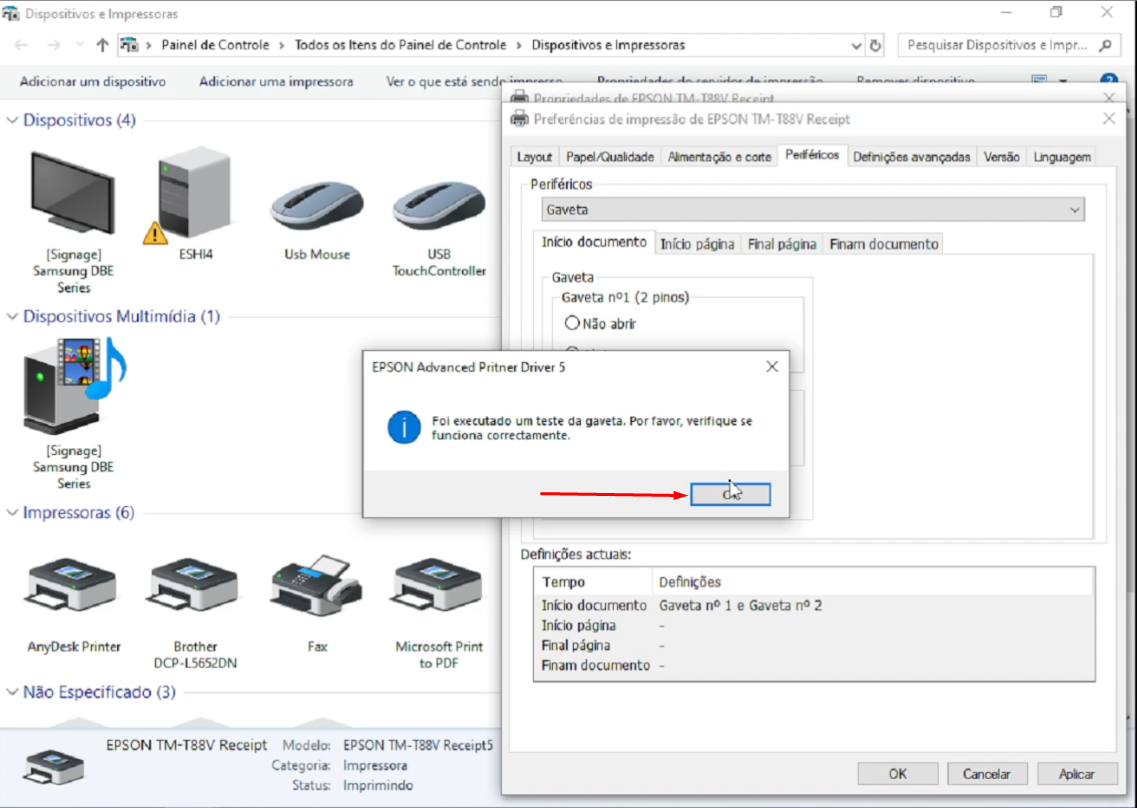 Dispositivos e Impressoras
Painel de Controle > Todos os Itens do Painel de Controle > Dispositivos e Impressoras
Pesquisar Dispositivos e Impr...
Adicionar um dispositivo
Adicionar uma impressora
Ver o que está sendo impresso
Propriedades do servidor de impressão
Remover dispositivo
Dispositivos (4)
[Signage]
Samsung DBE
Series
ESHI4
Usb Mouse
USB
TouchController
Dispositivos Multimídia (1)
[Signage]
Samsung DBE
Series
Impressoras (6)
AnyDesk Printer
Brother
DCP-L5652DN
Fax
Microsoft Print
to PDF
Não Especificado (3)
EPSON TM-T88V Receipt
Modelo: EPSON TM-T88V Receipt5
Categoria: Impressora
Status: Imprimindo
Propriedades de EPSON TM-T88V Receipt
Preferências de impressão de EPSON TM-T88V Receipt
Layout
Papel/Qualidade
Alimentação e corte
Periféricos
Definições avançadas
Versão
Linguagem
Periféricos
Gaveta
Início documento
Início página
Final página
Finam documento
Gaveta
Gaveta nº1 (2 pinos)
Não abrir
EPSON Advanced Pritner Driver 5
Foi executado um teste da gaveta. Por favor, verifique se
funciona correctamente.
Definições actuais:
Tempo Definições
Início documento Gaveta nº 1 e Gaveta nº 2
Início página -
Final página -
Finam documento -
OK
Cancelar
Aplicar